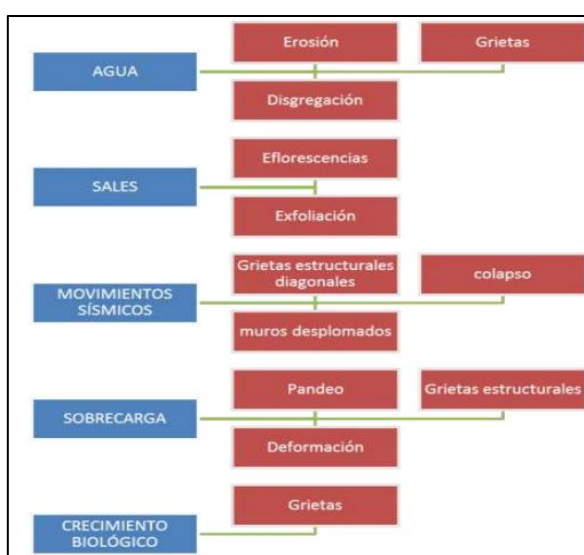 Erosión
Grietas
AGUA
Disgregación
Eflorescencias
SALES
Exfoliación
Grietas estructurales
diagonales
colapso
MOVIMIENTOS
SÍSMICOS
muros desplomados
Pandeo
Grietas estructurales
SOBRECARGA
Deformación
Grietas
CRECIMIENTO
BIOLÓGICO